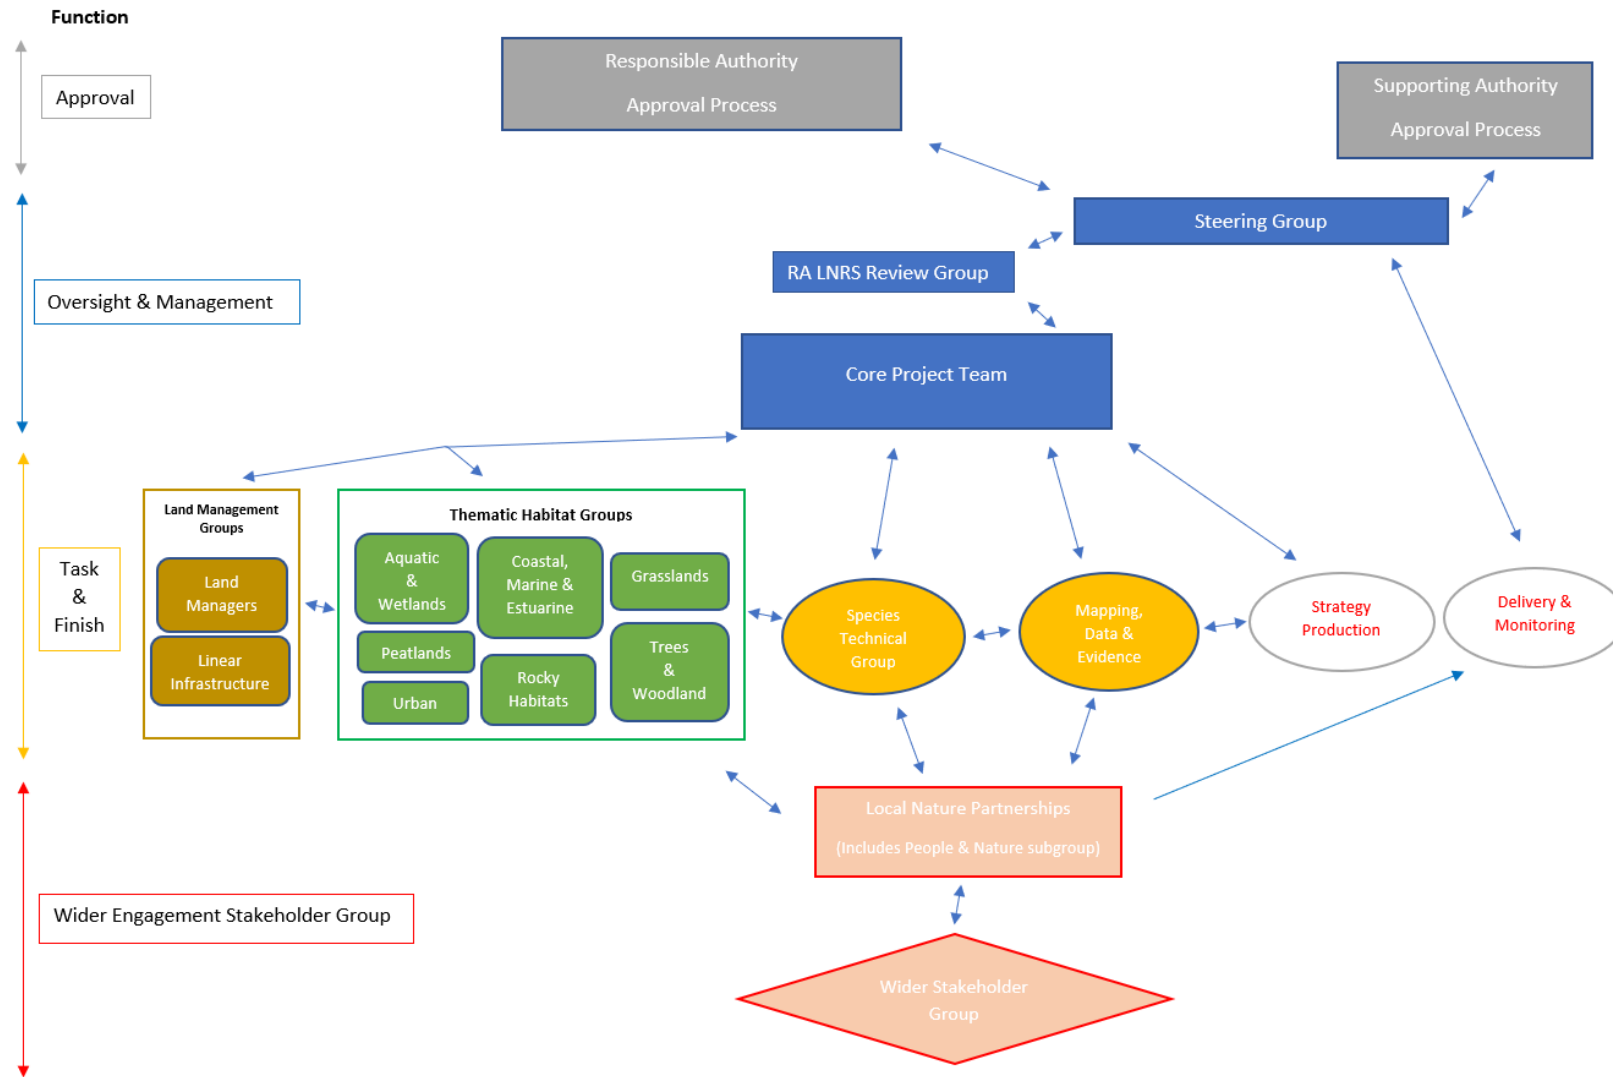 Function
Approval
Responsible Authority
Approval Process
Supporting Authority
Approval Process
Steering Group
RA LNRS Review Group
Oversight & Management
Core Project Team
Task
&
Finish
Land Management
Groups
Land
Managers
Linear
Infrastructure
Thematic Habitat Groups
Aquatic
&
Wetlands
Coastal,
Marine &
Estuarine
Grasslands
Peatlands
Urban
Rocky
Habitats
Trees
&
Woodland
Species
Technical
Group
Mapping,
Data &
Evidence
Strategy
Production
Delivery &
Monitoring
Local Nature Partnerships
(Includes People & Nature subgroup)
Wider Engagement Stakeholder Group
Wider Stakeholder
Group